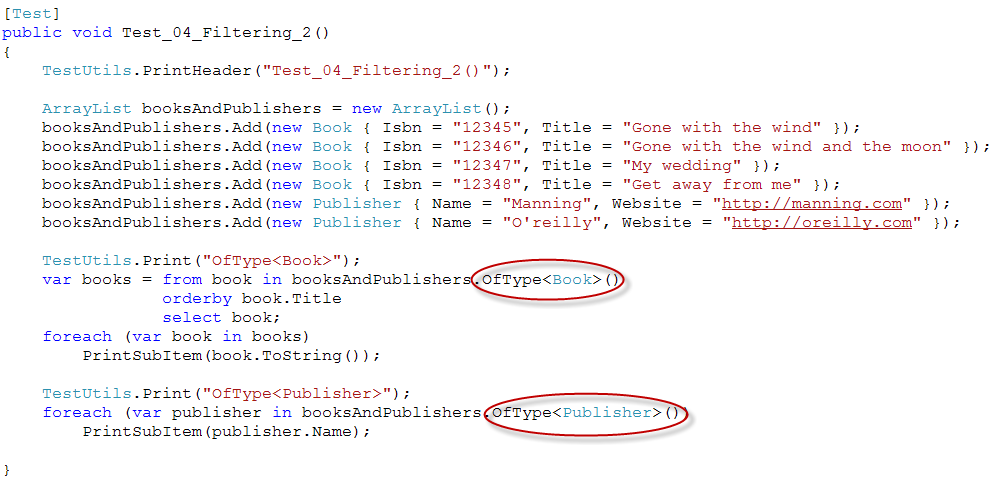 [Test]
public void Test_04_Filtering_2()
{
    TestUtils.PrintHeader("Test_04_Filtering_2()");

    ArrayList booksAndPublishers = new ArrayList();
    booksAndPublishers.Add(new Book { Isbn = "12345", Title = "Gone with the wind" });
    booksAndPublishers.Add(new Book { Isbn = "12346", Title = "Gone with the wind and the moon" });
    booksAndPublishers.Add(new Book { Isbn = "12347", Title = "My wedding" });
    booksAndPublishers.Add(new Book { Isbn = "12348", Title = "Get away from me" });
    booksAndPublishers.Add(new Publisher { Name = "Manning", Website = "http://manning.com" });
    booksAndPublishers.Add(new Publisher { Name = "O'reilly", Website = "http://oreilly.com" });

    TestUtils.Print("OfType<Book>");
    var books = from book in booksAndPublishers.OfType<Book>()
                orderby book.Title
                select book;
    foreach (var book in books)
        PrintSubItem(book.ToString());

    TestUtils.Print("OfType<Publisher>");
    foreach (var publisher in booksAndPublishers.OfType<Publisher>())
        PrintSubItem(publisher.Name);

}